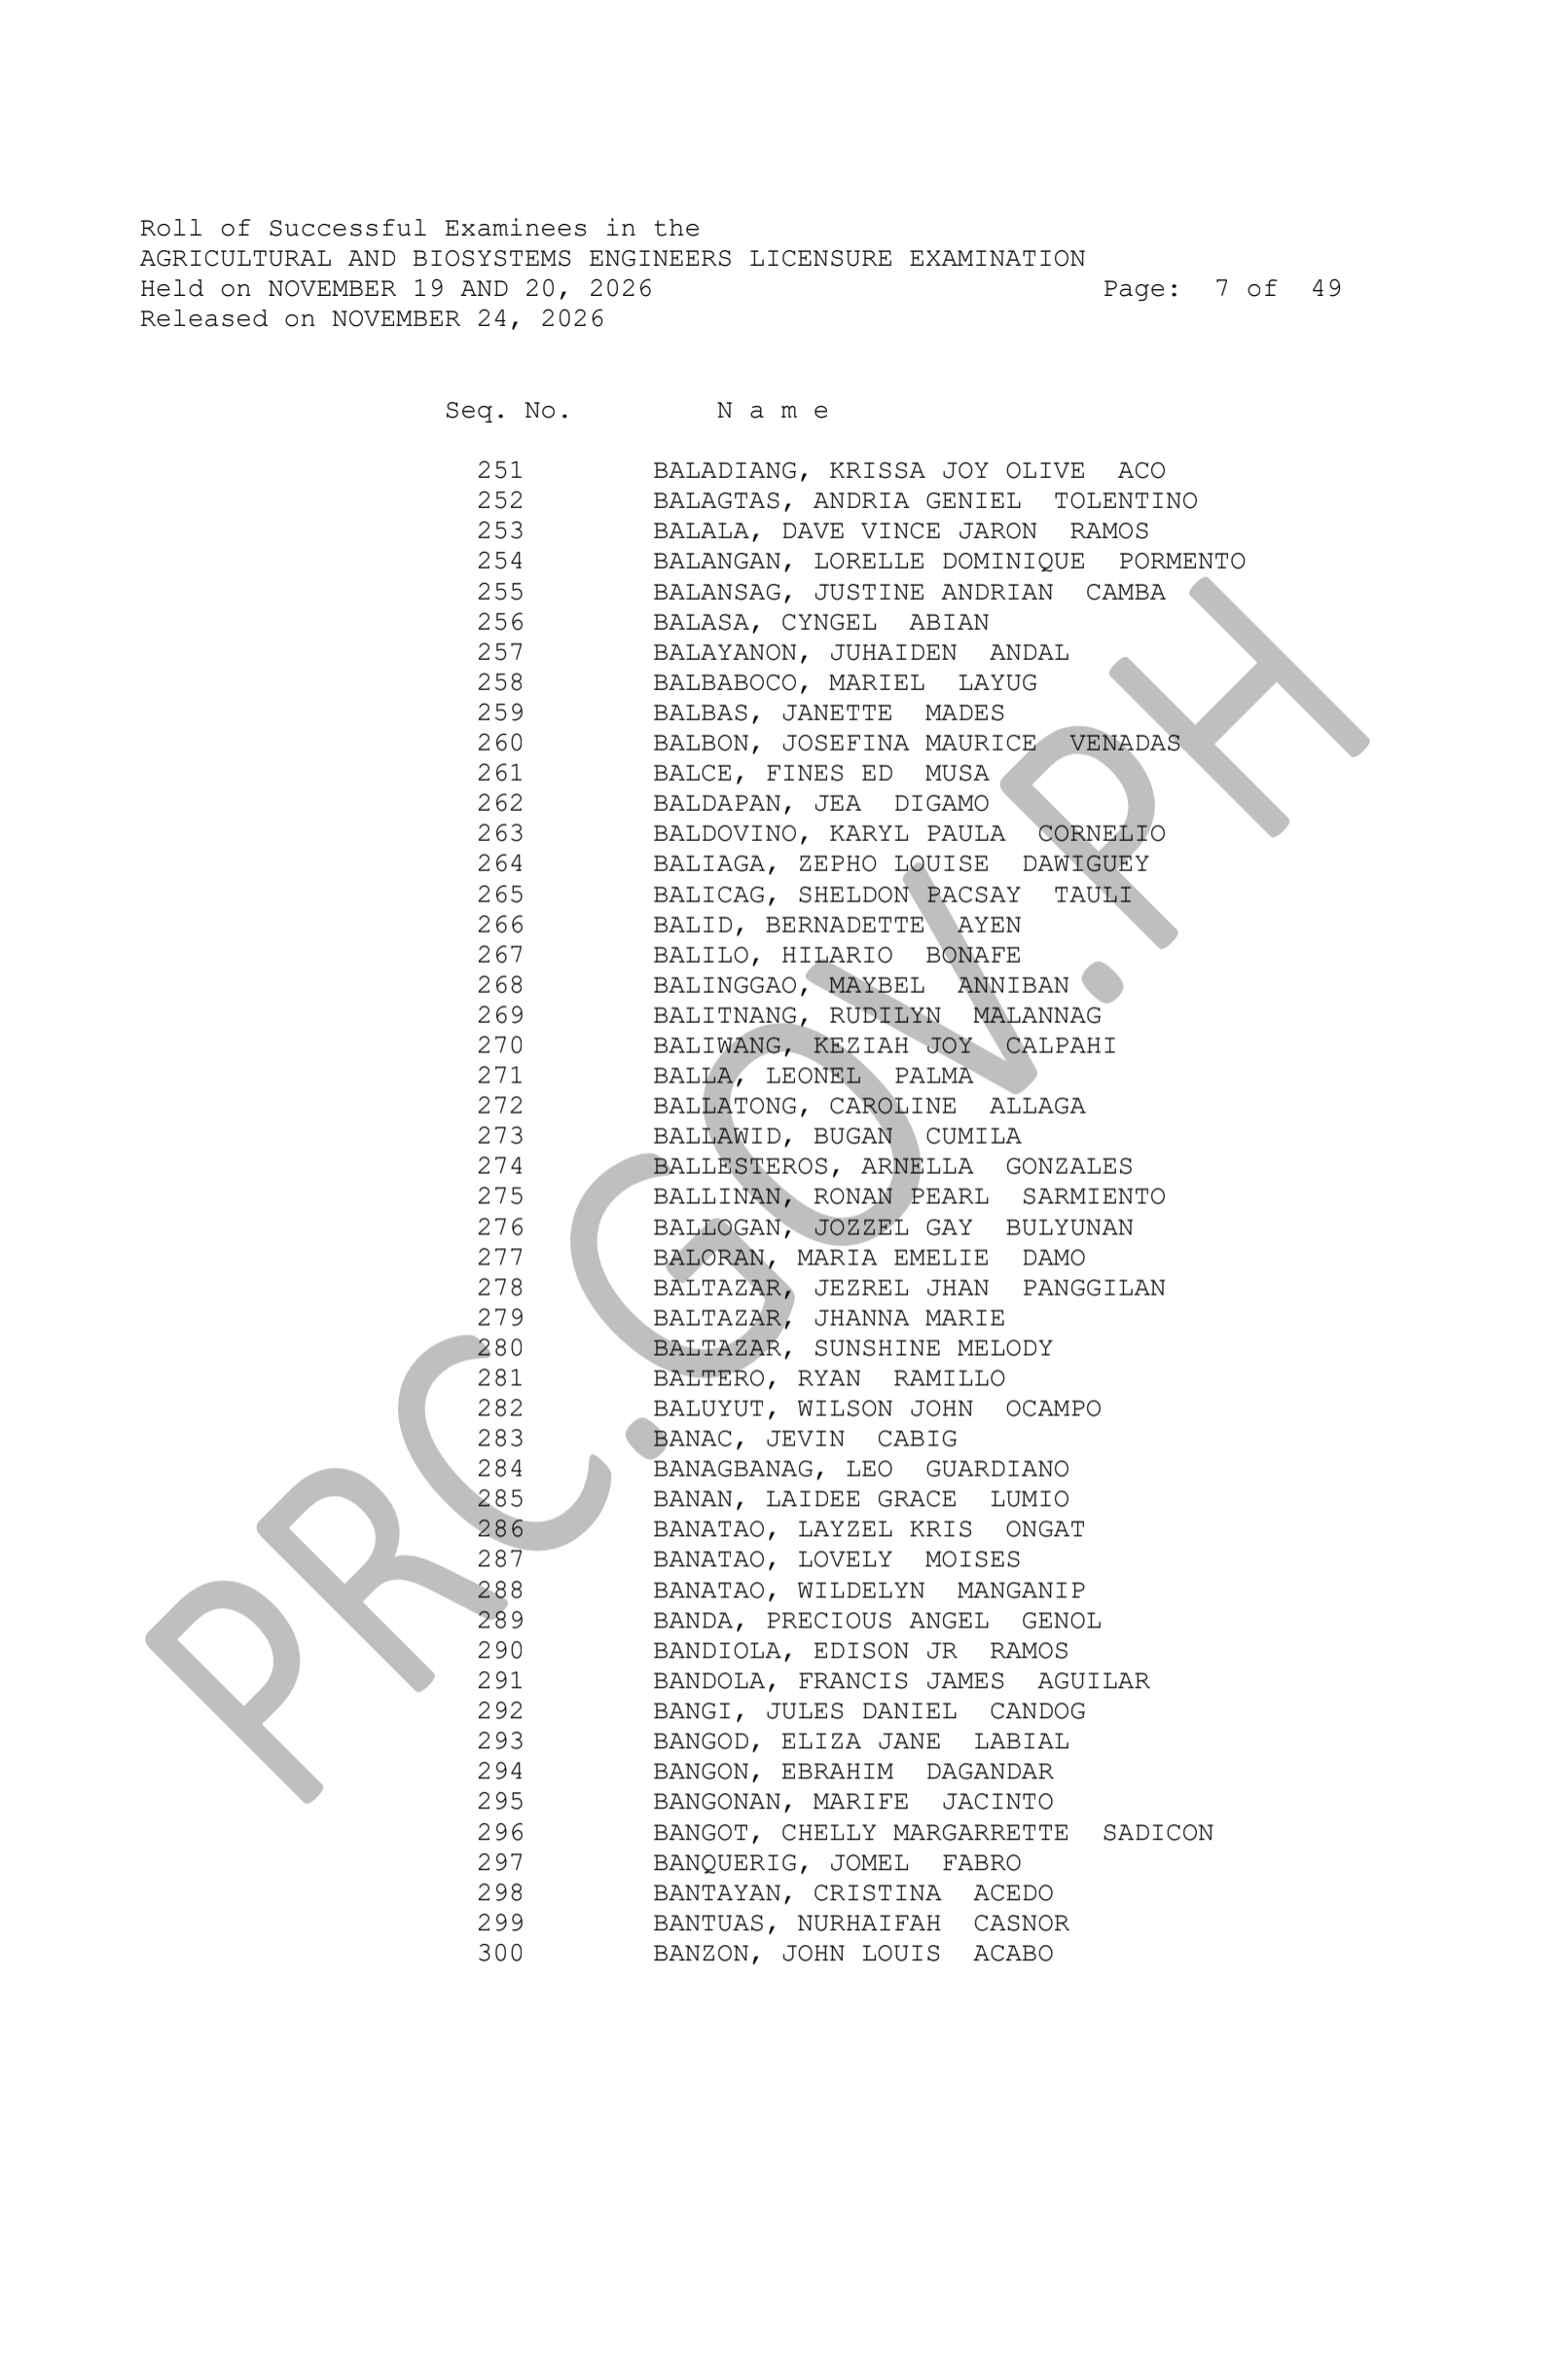 Roll of Successful Examinees in the
AGRICULTURAL AND BIOSYSTEMS ENGINEERS LICENSURE EXAMINATION
Held on NOVEMBER 19 AND 20, 2026 Page: 7 of 49
Released on NOVEMBER 24, 2026
Seq. No. N a m e
251 BALADIANG, KRISSA JOY OLIVE ACO
252 BALAGTAS, ANDRIA GENIEL TOLENTINO
253 BALALA, DAVE VINCE JARON RAMOS
254 BALANGAN, LORELLE DOMINIQUE PORMENTO
255 BALANSAG, JUSTINE ANDRIAN CAMBA
256 BALASA, CYNGEL ABIAN
257 BALAYANON, JUHAIDEN ANDAL
258 BALBABOCO, MARIEL LAYUG
259 BALBAS, JANETTE MADES
260 BALBON, JOSEFINA MAURICE VENADAS
261 BALCE, FINES ED MUSA
262 BALDAPAN, JEA DIGAMO
263 BALDOVINO, KARYL PAULA CORNELIO
264 BALIAGA, ZEPHO LOUISE DAWIGUEY
265 BALICAG, SHELDON PACSAY TAULI
266 BALID, BERNADETTE AYEN
267 BALILO, HILARIO BONAFE
268 BALINGGAO, MAYBEL ANNIBAN
269 BALITNANG, RUDILYN MALANNAG
270 BALIWANG, KEZIAH JOY CALPAHI
271 BALLA, LEONEL PALMA
272 BALLATONG, CAROLINE ALLAGA
273 BALLAWID, BUGAN CUMILA
274 BALLESTEROS, ARNELLA GONZALES
275 BALLINAN, RONAN PEARL SARMIENTO
276 BALLOGAN, JOZZEL GAY BULYUNAN
277 BALORAN, MARIA EMELIE DAMO
278 BALTAZAR, JEZREL JHAN PANGGILAN
279 BALTAZAR, JHANNA MARIE
280 BALTAZAR, SUNSHINE MELODY
281 BALTERO, RYAN RAMILLO
282 BALUYUT, WILSON JOHN OCAMPO
283 BANAC, JEVIN CABIG
284 BANAGBANAG, LEO GUARDIANO
285 BANAN, LAIDEE GRACE LUMIO
286 BANATAO, LAYZEL KRIS ONGAT
287 BANATAO, LOVELY MOISES
288 BANATAO, WILDELYN MANGANIP
289 BANDA, PRECIOUS ANGEL GENOL
290 BANDIOLA, EDISON JR RAMOS
291 BANDOLA, FRANCIS JAMES AGUILAR
292 BANGI, JULES DANIEL CANDOG
293 BANGOD, ELIZA JANE LABIAL
294 BANGON, EBRAHIM DAGANDAR
295 BANGONAN, MARIFE JACINTO
296 BANGOT, CHELLY MARGARRETTE SADICON
297 BANQUERIG, JOMEL FABRO
298 BANTAYAN, CRISTINA ACEDO
299 BANTUAS, NURHAIFAH CASNOR
300 BANZON, JOHN LOUIS ACABO
PRC.GOV.PH